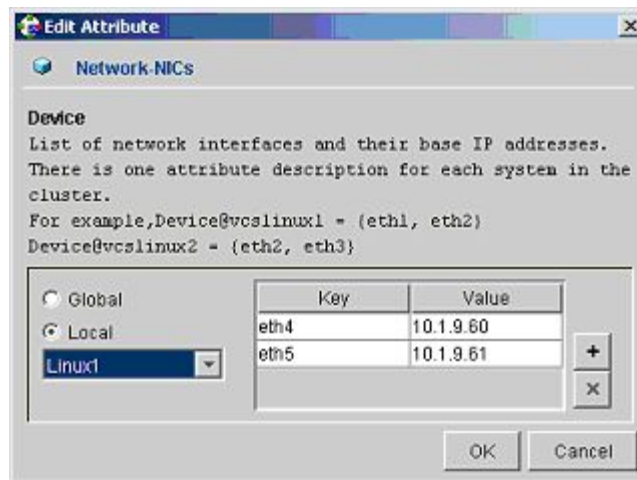 Edit Attribute
Network-NICs
Device
List of network interfaces and their base IP addresses.
There is one attribute description for each system in the
cluster.
For example,Device@vcslinux1 = {eth1, eth2}
Device@vcslinux2 = {eth2, eth3}
Global
Local
Linux1
Key Value
eth4 10.1.9.60
eth5 10.1.9.61
OK Cancel